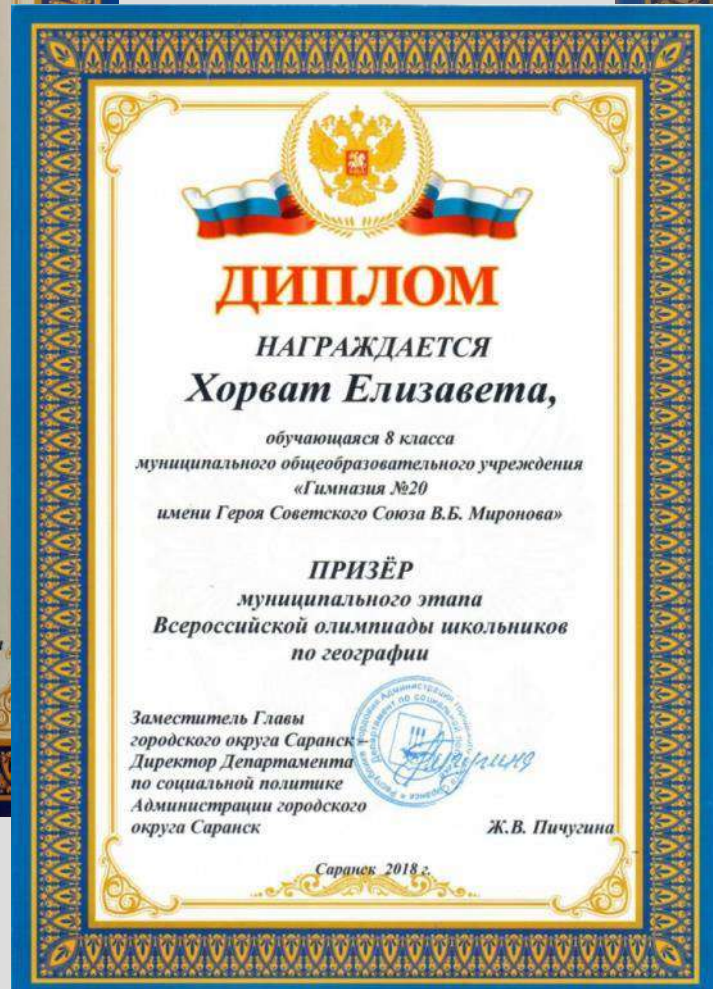 ДИПЛОМ
НАГРАЖДАЕТСЯ
Хорват Елизавета,
обучающаяся 8 класса
муниципального общеобразовательного учреждения
«Гимназия №20
имени Героя Советского Союза В.Б. Миронова»
ПРИЗЁР
муниципального этапа
Всероссийской олимпиады школьников
по географии
Заместитель Главы
городского округа Саранск –
Директор Департамента
по социальной политике
Администрации городского
округа Саранск
Ж.В. Пичугина
Саранск 2018 г.